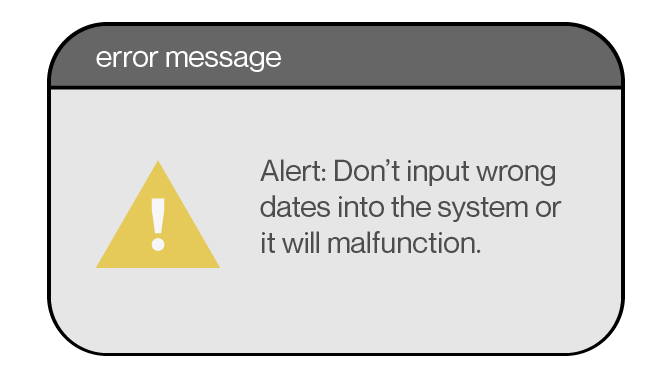 error message
!
Alert: Don’t input wrong
dates into the system or
it will malfunction.